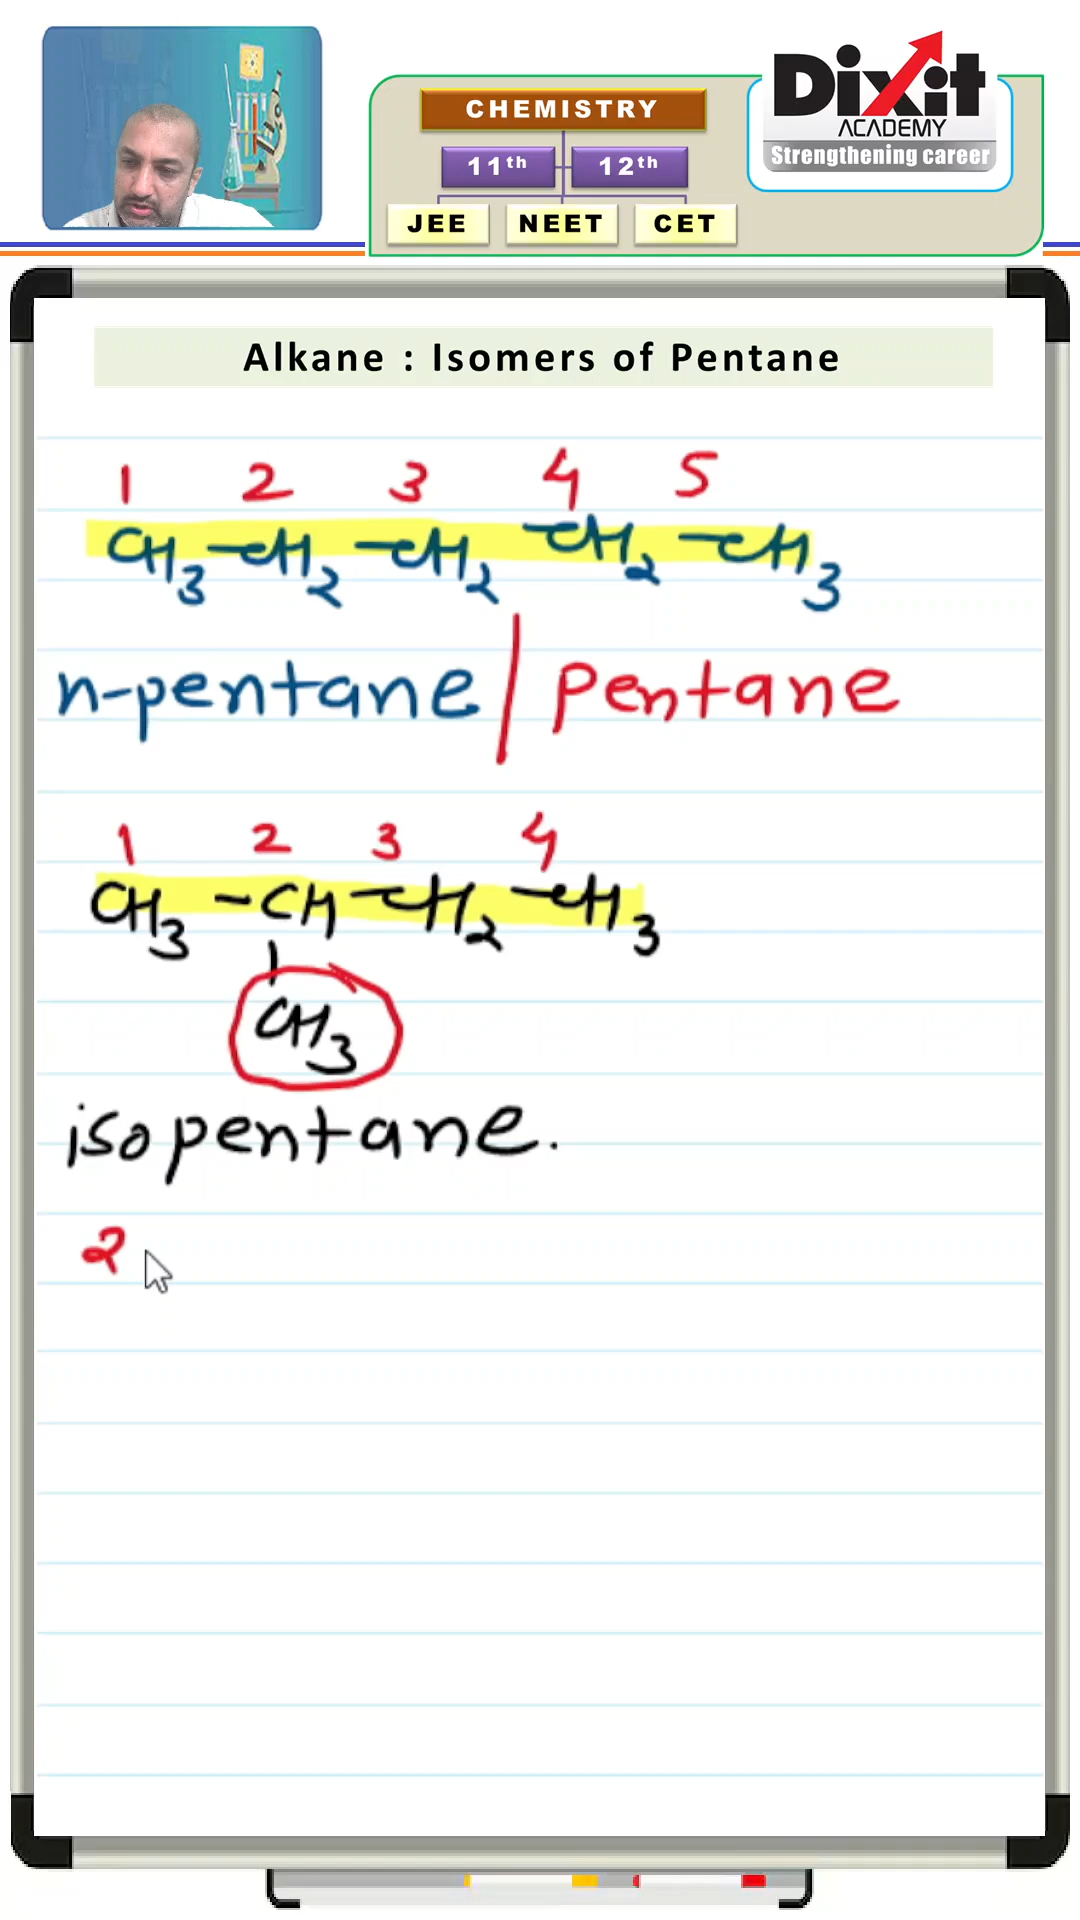 CHEMISTRY
11th 12th
JEE NEET CET
Dixit
ACADEMY
Strengthening career
Alkane : Isomers of Pentane
1 2 3 4 5
CH3 -CH2 -CH2 -CH2 -CH3
n-pentane / Pentane
1 2 3 4
CH3 -CH -CH2 -CH3
|
CH3
isopentane.
2